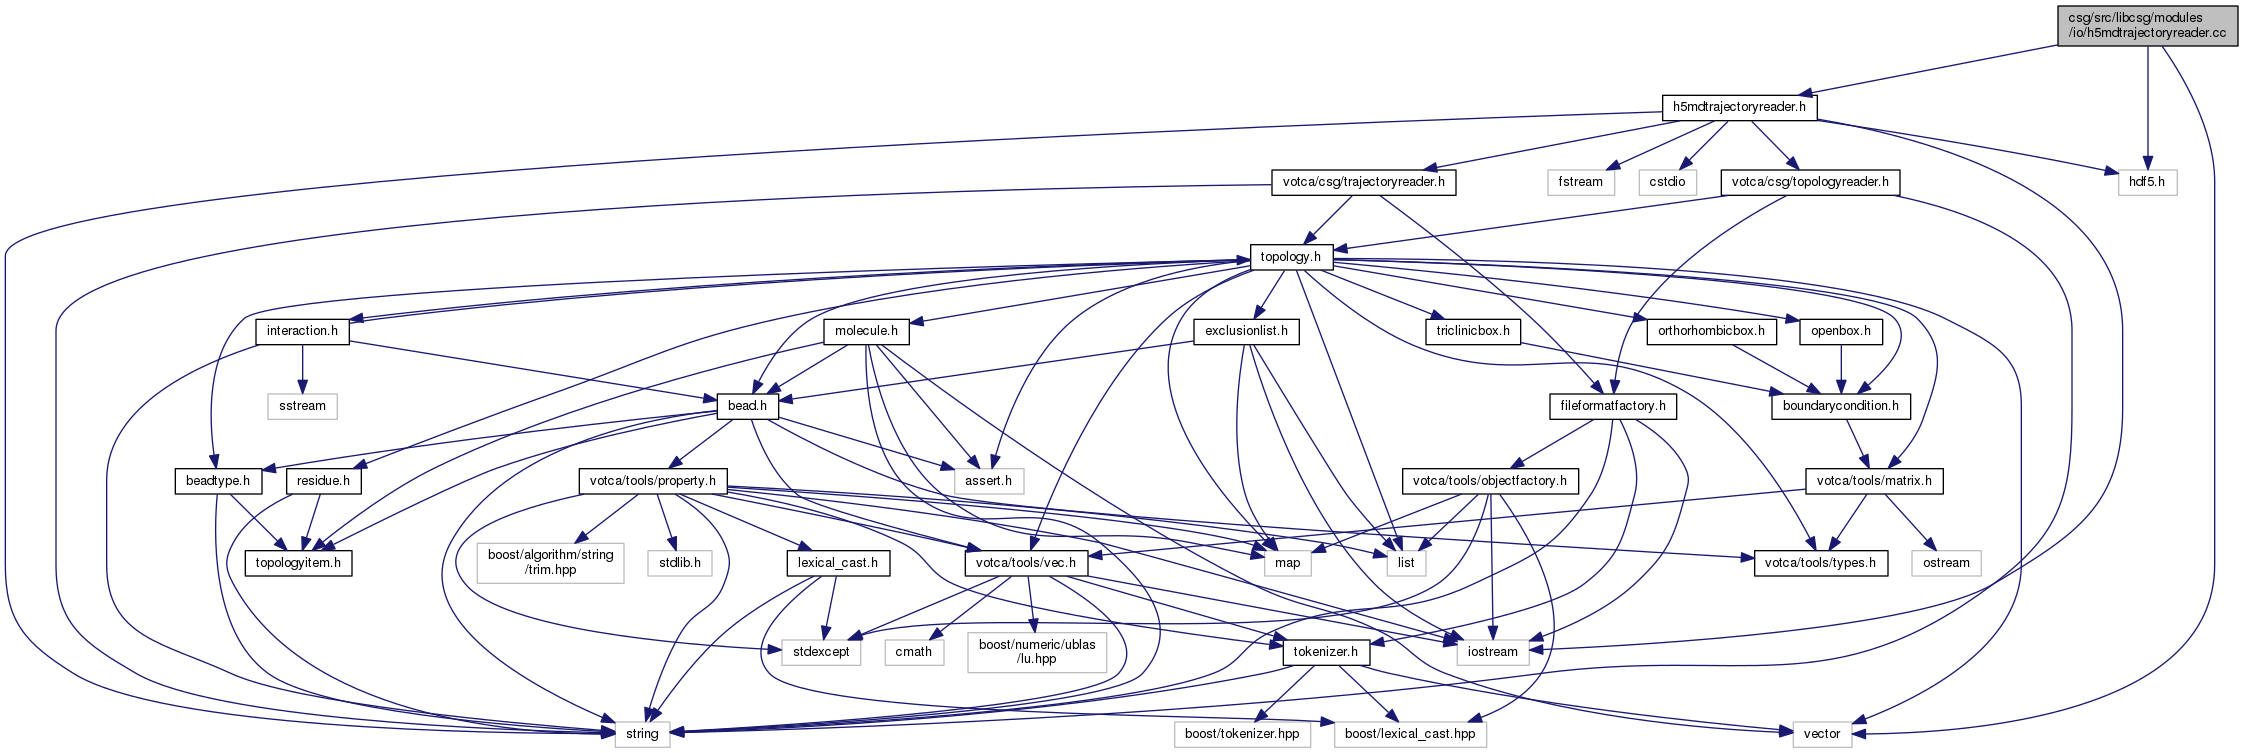 csg/src/libcsg/modules
/io/h5mdtrajectoryreader.cc
h5mdtrajectoryreader.h
votca/csg/trajectoryreader.h
fstream
cstdio
votca/csg/topologyreader.h
hdf5.h
topology.h
interaction.h
molecule.h
exclusionlist.h
triclinicbox.h
orthorhombicbox.h
openbox.h
sstream
bead.h
fileformatfactory.h
boundarycondition.h
beadtype.h
residue.h
votca/tools/property.h
assert.h
votca/tools/objectfactory.h
votca/tools/matrix.h
topologyitem.h
boost/algorithm/string
/trim.hpp
stdlib.h
lexical_cast.h
votca/tools/vec.h
map
list
votca/tools/types.h
ostream
stdexcept
cmath
boost/numeric/ublas
/lu.hpp
tokenizer.h
iostream
string
boost/tokenizer.hpp
boost/lexical_cast.hpp
vector